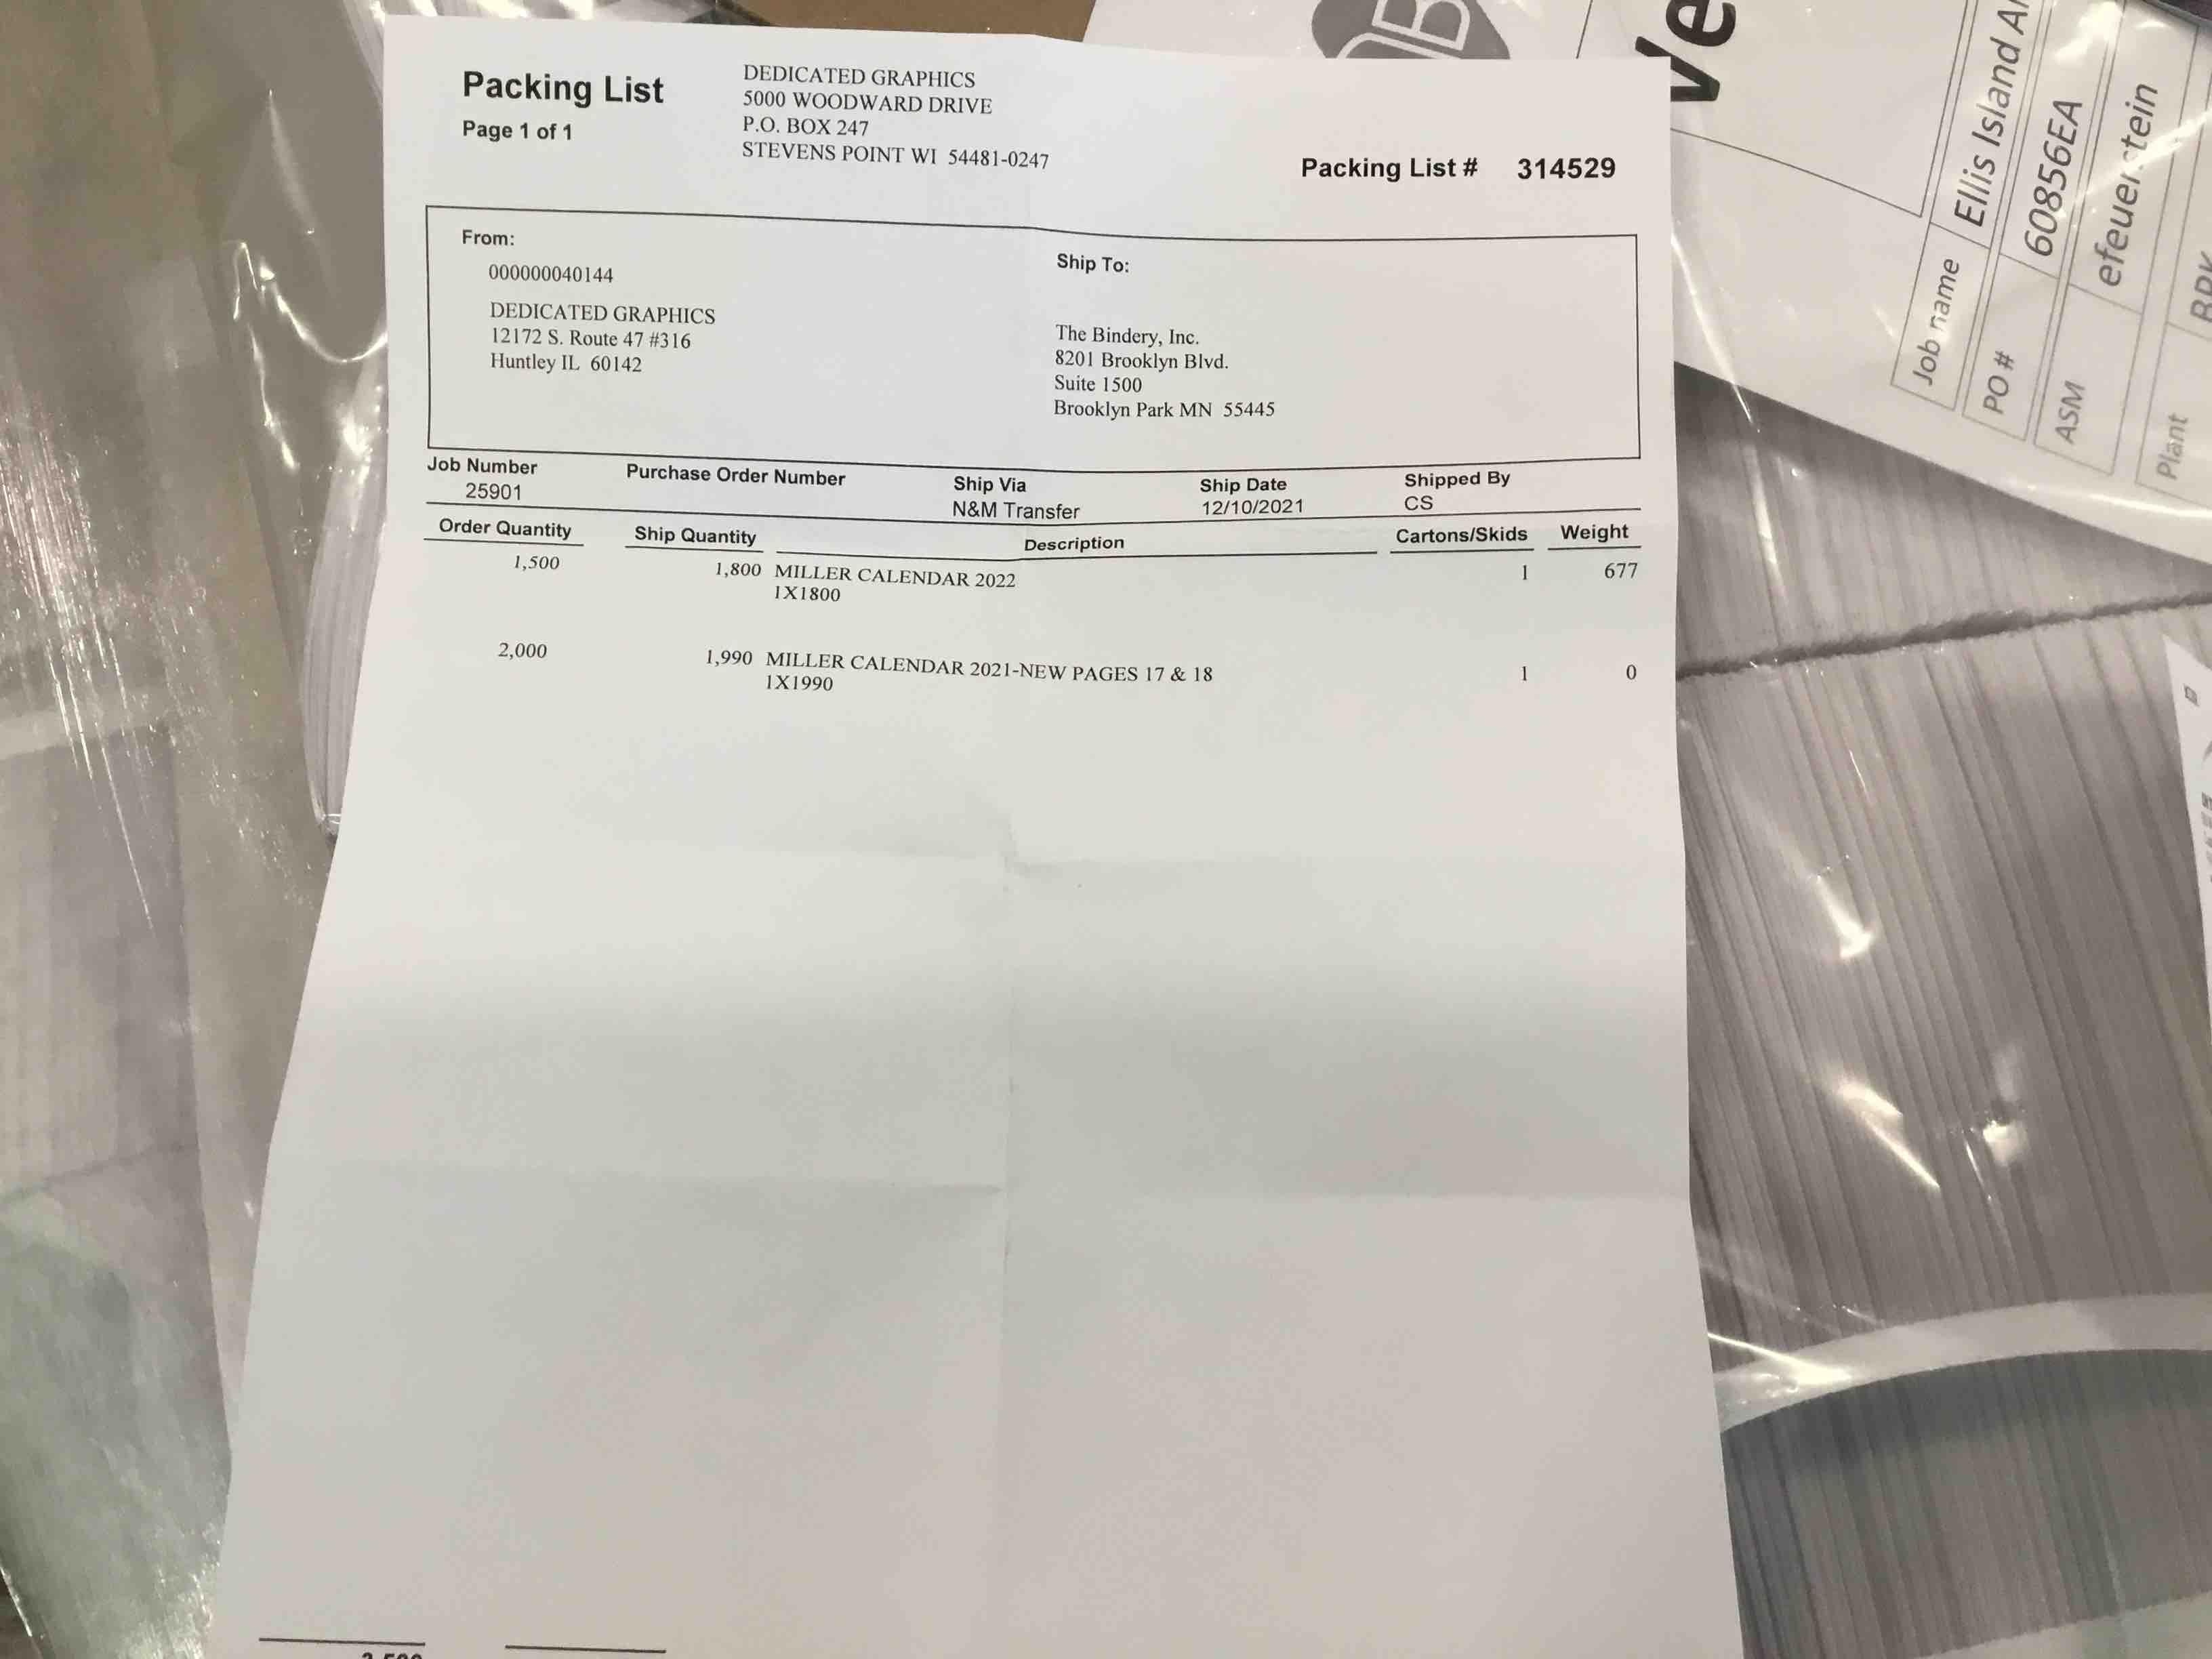 Packing List
Page 1 of 1
DEDICATED GRAPHICS
5000 WOODWARD DRIVE
P.O. BOX 247
STEVENS POINT WI 54481-0247
Packing List # 314529
From:
000000040144
DEDICATED GRAPHICS
12172 S. Route 47 #316
Huntley IL 60142
Ship To:
The Bindery, Inc.
8201 Brooklyn Blvd.
Suite 1500
Brooklyn Park MN 55445
Job Number Purchase Order Number Ship Via Ship Date Shipped By
25901 N&M Transfer 12/10/2021 CS
Order Quantity Ship Quantity Description Cartons/Skids Weight
1,500 1,800 MILLER CALENDAR 2022 1 677
1X1800
2,000 1,990 MILLER CALENDAR 2021-NEW PAGES 17 & 18 1 0
1X1990
Ve
Job name Ellis Island
PO # 60856EA
ASM
Plant